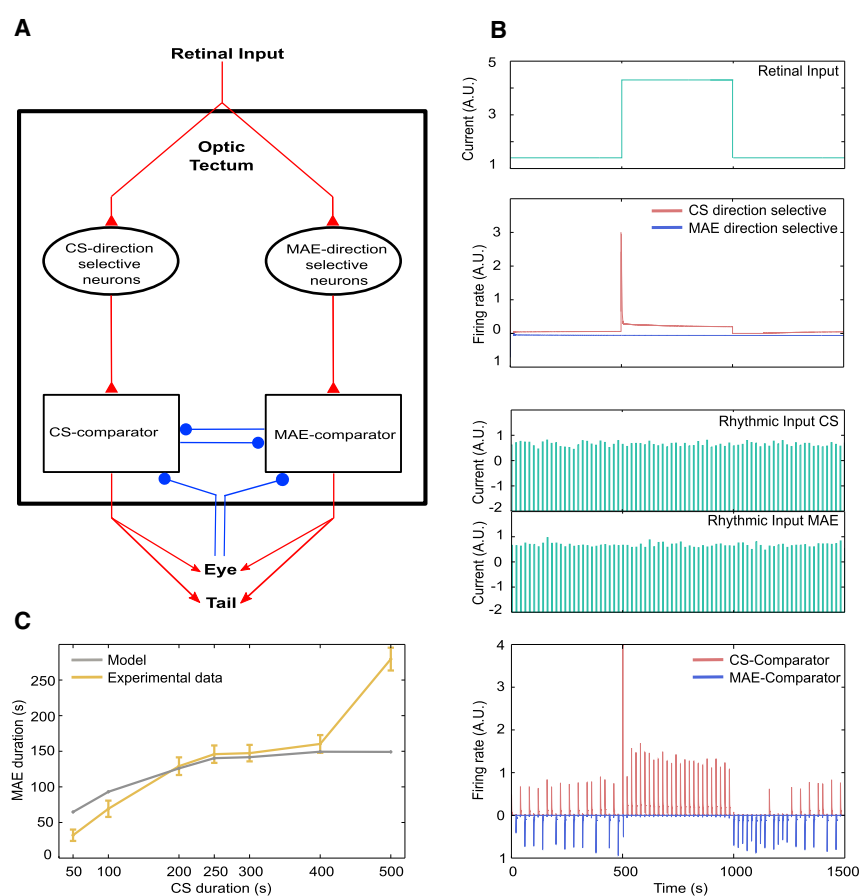 A
Retinal Input
Optic
Tectum
CS-direction
selective
neurons
MAE-direction
selective
neurons
CS-comparator
MAE-comparator
Eye
Tail
B
Retinal Input
Current (A.U.)
5
3
1
CS direction selective
MAE direction selective
Firing rate (A.U.)
3
2
1
0
1
Rhythmic Input CS
Current (A.U.)
1
0
-1
-2
Rhythmic Input MAE
Current (A.U.)
1
0
-1
-2
CS-Comparator
MAE-Comparator
Firing rate (A.U.)
4
3
2
1
0
1
0 500 1000 1500
Time (s)
C
Model
Experimental data
MAE duration (s)
250
200
150
100
50
0
50 100 200 250 300 400 500
CS duration (s)